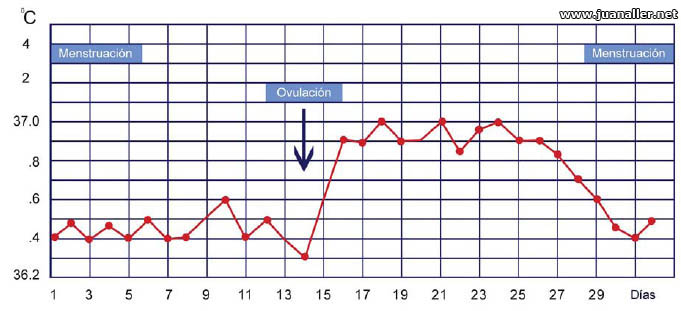 www.juanaller.net
°C
4
Menstruación
Menstruación
2
Ovulación
37.0
.8
.6
.4
36.2
1 3 5 7 9 11 13 15 17 19 21 23 25 27 29 Días